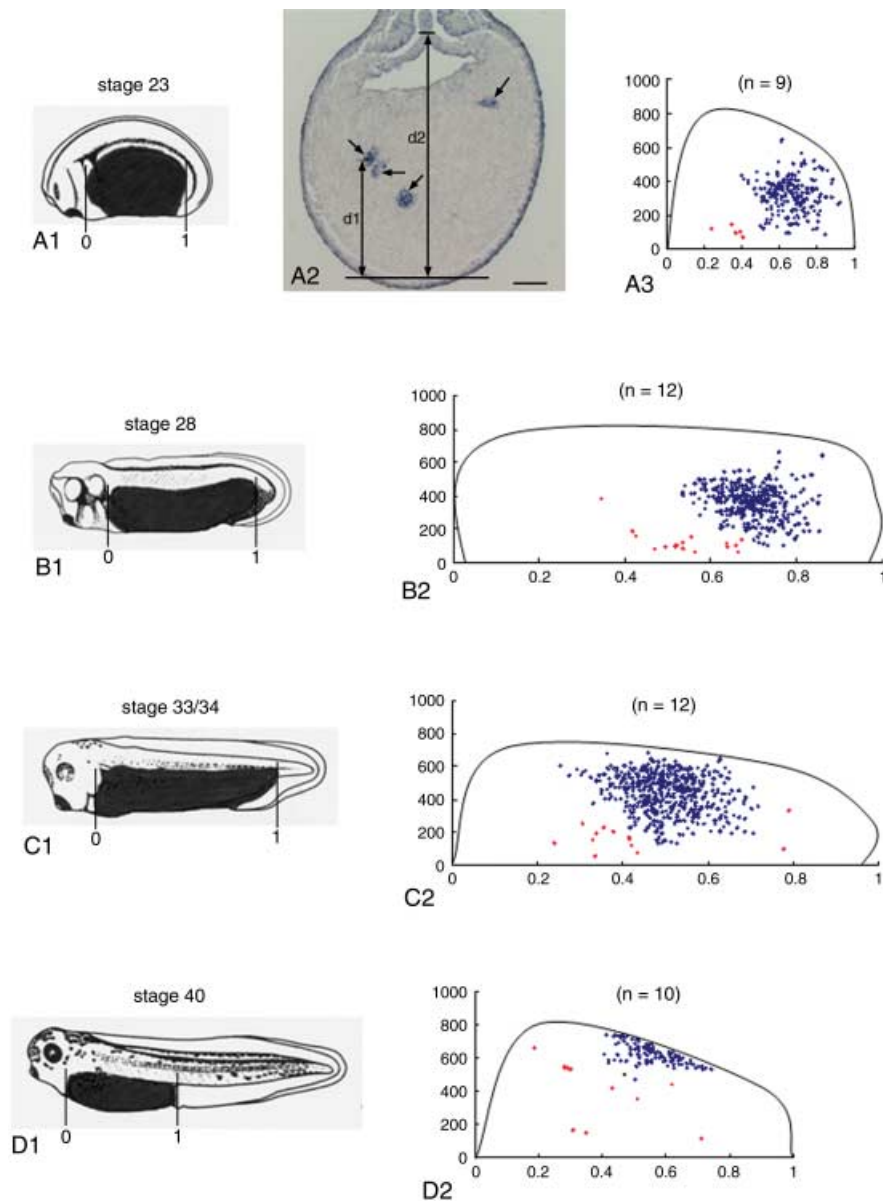 stage 23
0 1
A1
d1
d2
A2
(n = 9)
1000
800
600
400
200
0
0 0.2 0.4 0.6 0.8 1
A3
stage 28
0 1
B1
(n = 12)
1000
800
600
400
200
0
0 0.2 0.4 0.6 0.8 1
B2
stage 33/34
0 1
C1
(n = 12)
1000
800
600
400
200
0
0 0.2 0.4 0.6 0.8 1
C2
stage 40
0 1
D1
(n = 10)
1000
800
600
400
200
0
0 0.2 0.4 0.6 0.8 1
D2